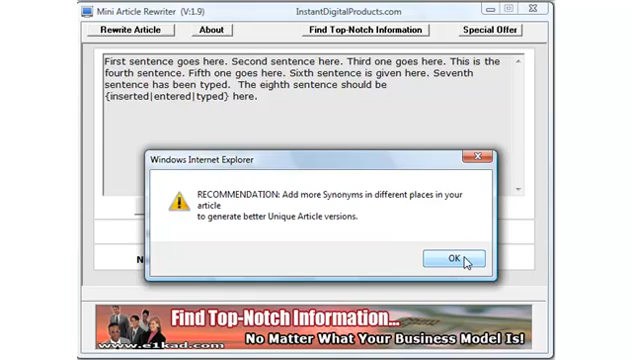 Mini Article Rewriter (V:1.9)
InstantDigitalProducts.com
Rewrite Article
About
Find Top-Notch Information
Special Offer
First sentence goes here. Second sentence here. Third one goes here. This is the
fourth sentence. Fifth one goes here. Sixth sentence is given here. Seventh
sentence has been typed.  The eighth sentence should be
{inserted|entered|typed} here.
Windows Internet Explorer
RECOMMENDATION: Add more Synonyms in different places in your
article
to generate better Unique Article versions.
OK
N
Find Top-Notch Information...
No Matter What Your Business Model Is!
www.e1kad.com